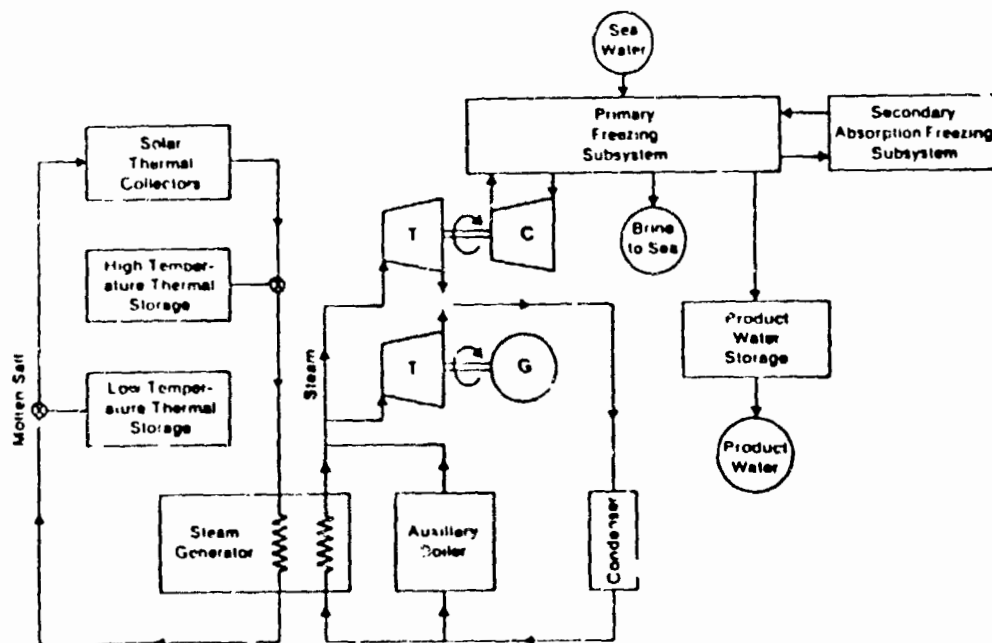 Sea
Water
Primary
Freezing
Subsystem
Secondary
Absorption Freezing
Subsystem
Solar
Thermal
Collectors
T
C
Brine
to Sea
High Temper-
ature Thermal
Storage
Product
Water
Storage
T
G
Steam
Low Temper-
ature Thermal
Storage
Molten Salt
Product
Water
Steam
Generator
Auxiliary
Boiler
Condenser